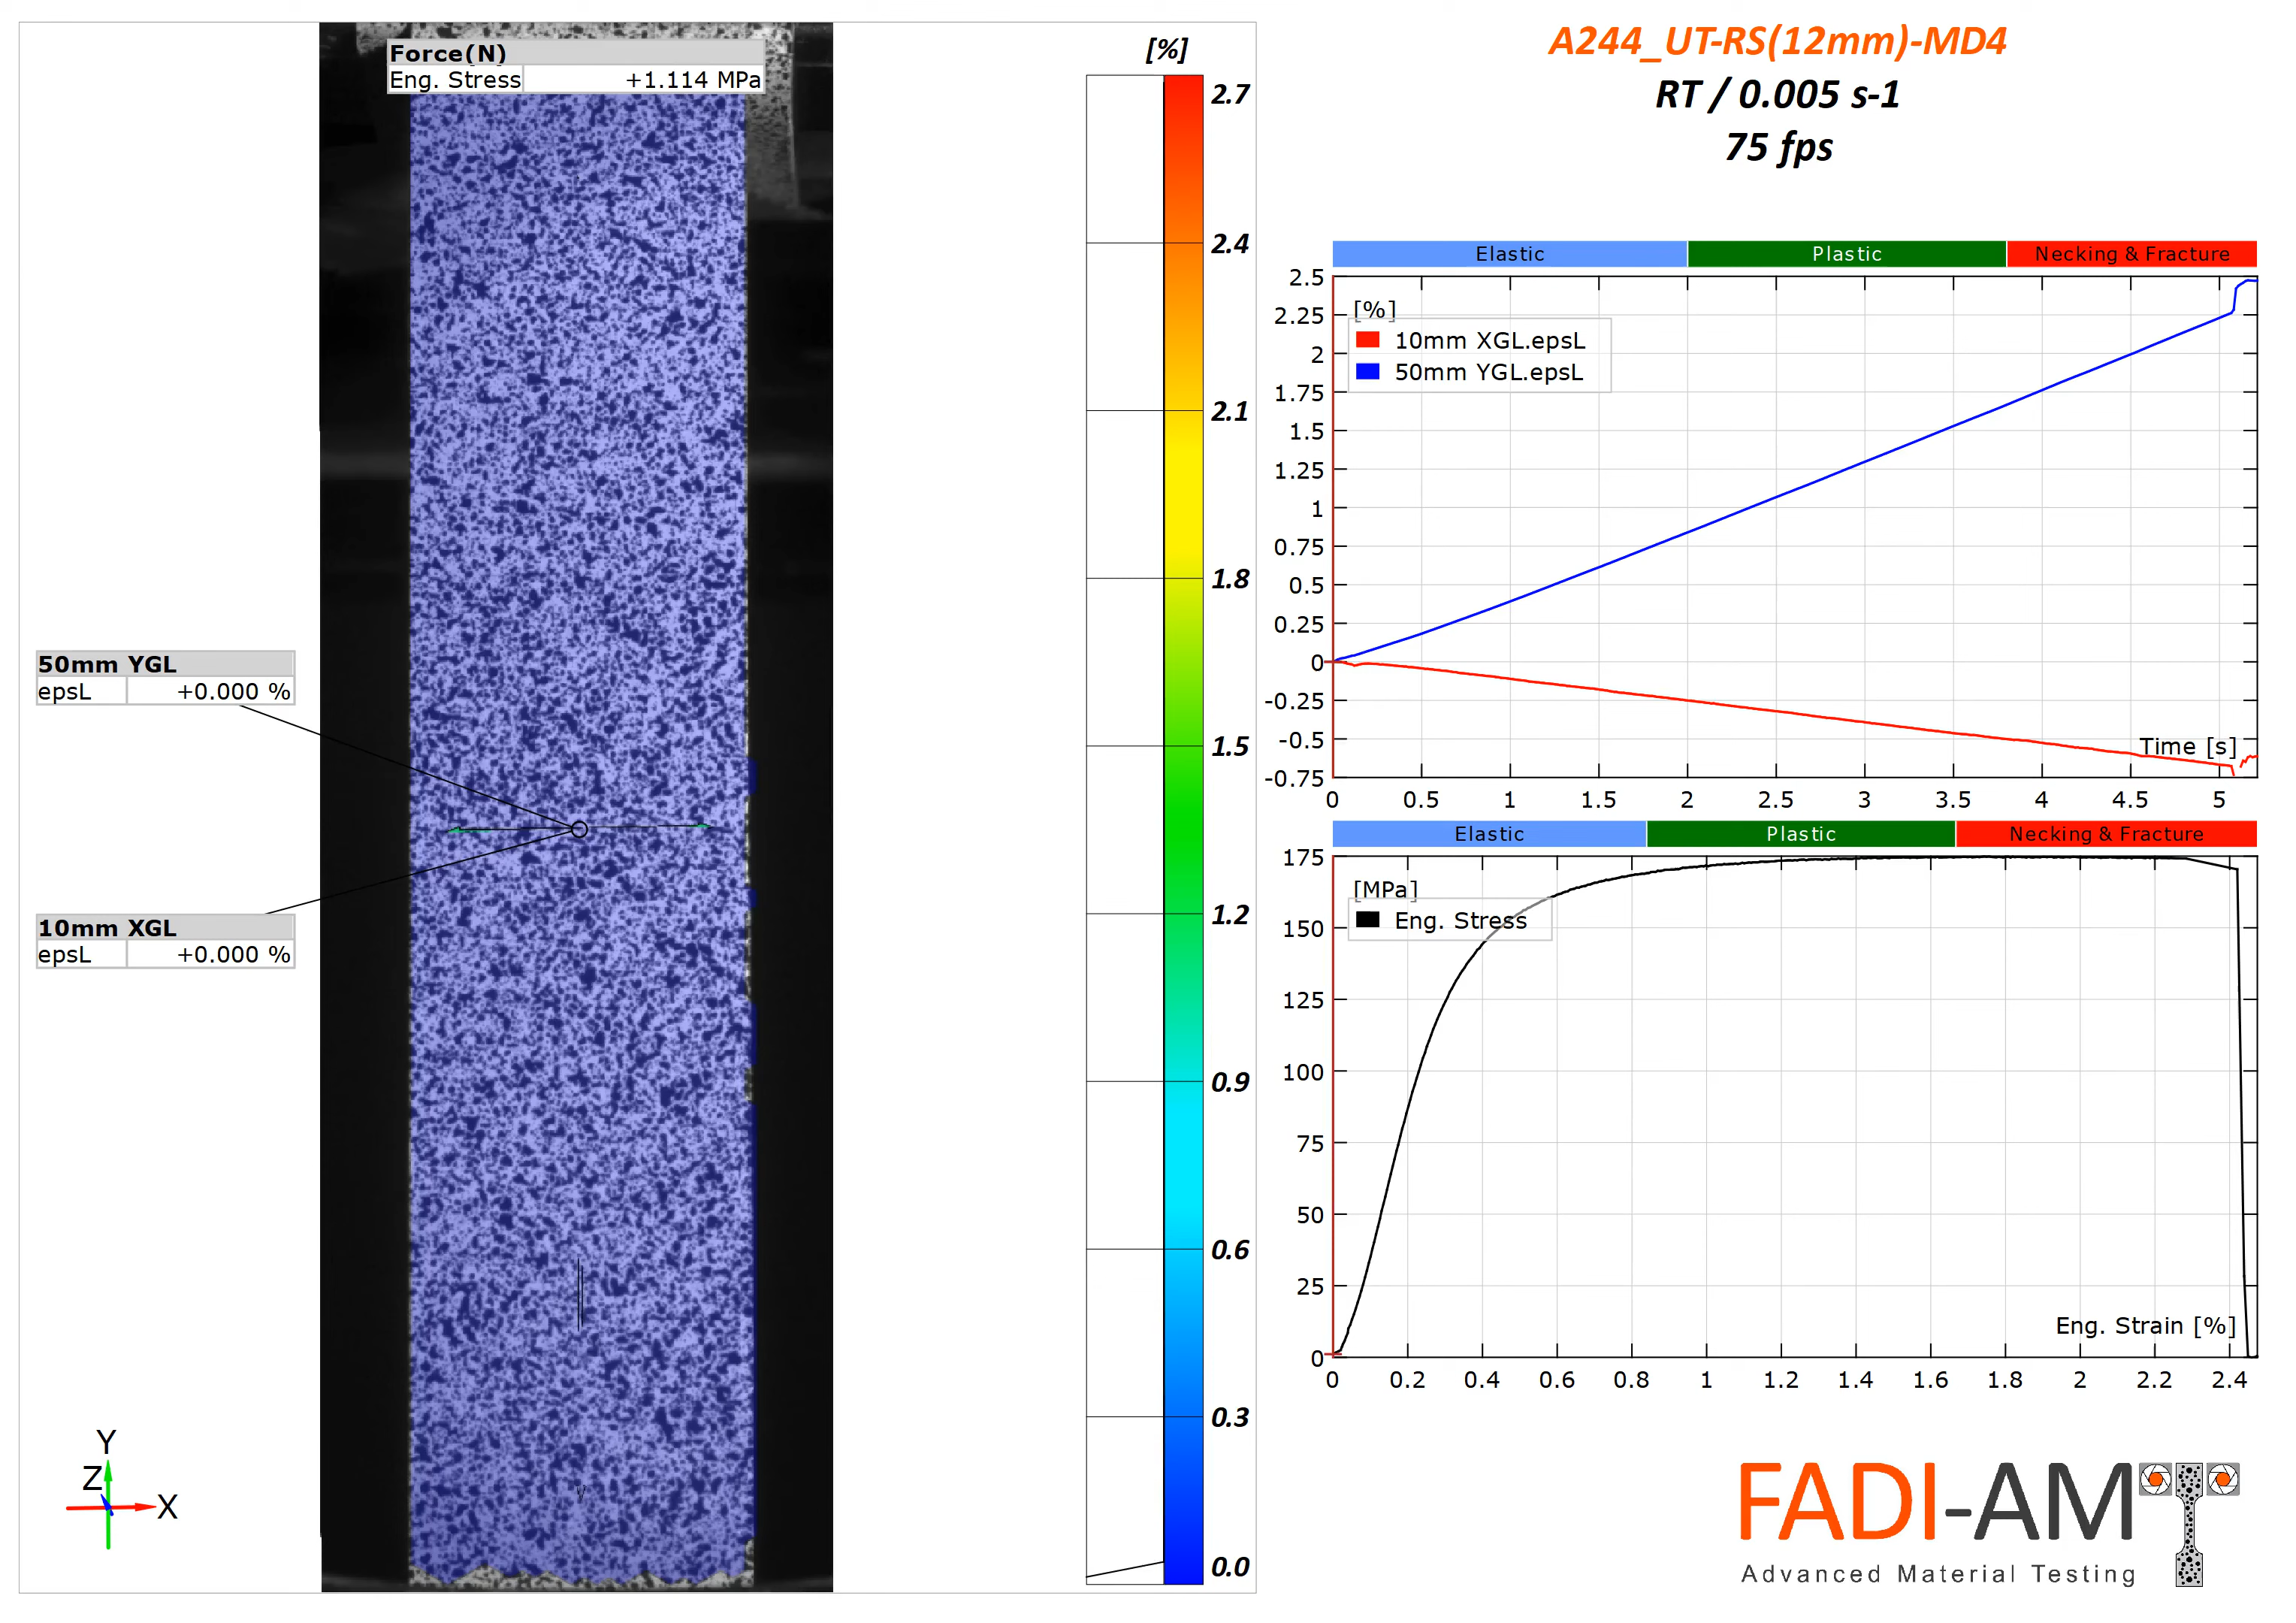 Force(N)
Eng. Stress +1.114 MPa
50mm YGL
epsL +0.000 %
10mm XGL
epsL +0.000 %
Y
Z
X
[%]
2.7
2.4
2.1
1.8
1.5
1.2
0.9
0.6
0.3
0.0
A244_UT-RS(12mm)-MD4
RT / 0.005 s-1
75 fps
Elastic Plastic Necking & Fracture
[%]
10mm XGL.epsL
50mm YGL.epsL
2.5
2.25
2
1.75
1.5
1.25
1
0.75
0.5
0.25
0
-0.25
-0.5
-0.75
Time [s]
0 0.5 1 1.5 2 2.5 3 3.5 4 4.5 5
Elastic Plastic Necking & Fracture
[MPa]
Eng. Stress
175
150
125
100
75
50
25
0
Eng. Strain [%]
0 0.2 0.4 0.6 0.8 1 1.2 1.4 1.6 1.8 2 2.2 2.4
FADI-AMT
Advanced Material Testing